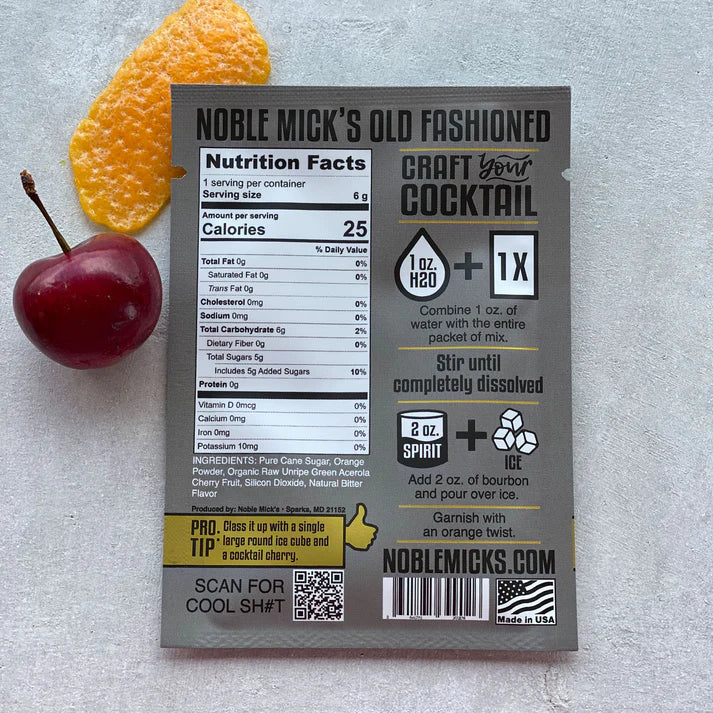 NOBLE MICK'S OLD FASHIONED
Nutrition Facts
1 serving per container
Serving size 6 g
Amount per serving
Calories 25
% Daily Value
Total Fat 0g 0%
Saturated Fat 0g 0%
Trans Fat 0g
Cholesterol 0mg 0%
Sodium 0mg 0%
Total Carbohydrate 6g 2%
Dietary Fiber 0g 0%
Total Sugars 5g
Includes 5g Added Sugars 10%
Protein 0g
Vitamin D 0mcg 0%
Calcium 0mg 0%
Iron 0mg 0%
Potassium 10mg 0%
INGREDIENTS: Pure Cane Sugar, Orange
Powder, Organic Raw Unripe Green Acerola
Cherry Fruit, Silicon Dioxide, Natural Bitter
Flavor
Produced by: Noble Mick's • Sparks, MD 21152
PRO. TIP:
Class it up with a single
large round ice cube and
a cocktail cherry.
SCAN FOR
COOL SH#T
CRAFT your
COCKTAIL
1 oz.
H2O
+
1X
Combine 1 oz. of
water with the entire
packet of mix.
Stir until
completely dissolved
2 oz.
SPIRIT
+
ICE
Add 2 oz. of bourbon
and pour over ice.
Garnish with
an orange twist.
NOBLEMICKS.COM
Made in USA